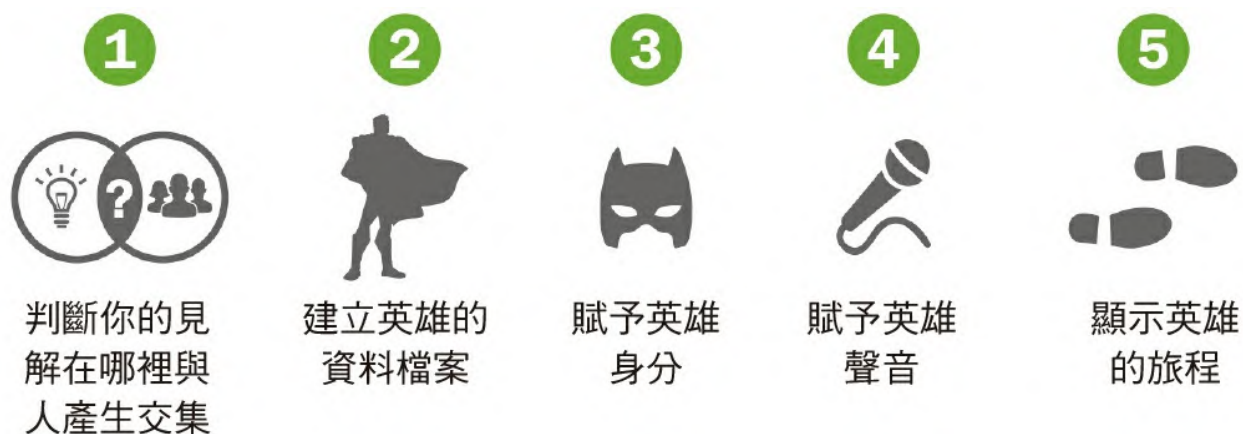 1
2
3
4
5
?
判斷你的見
解在哪裡與
人產生交集
建立英雄的
資料檔案
賦予英雄
身分
賦予英雄
聲音
顯示英雄
的旅程